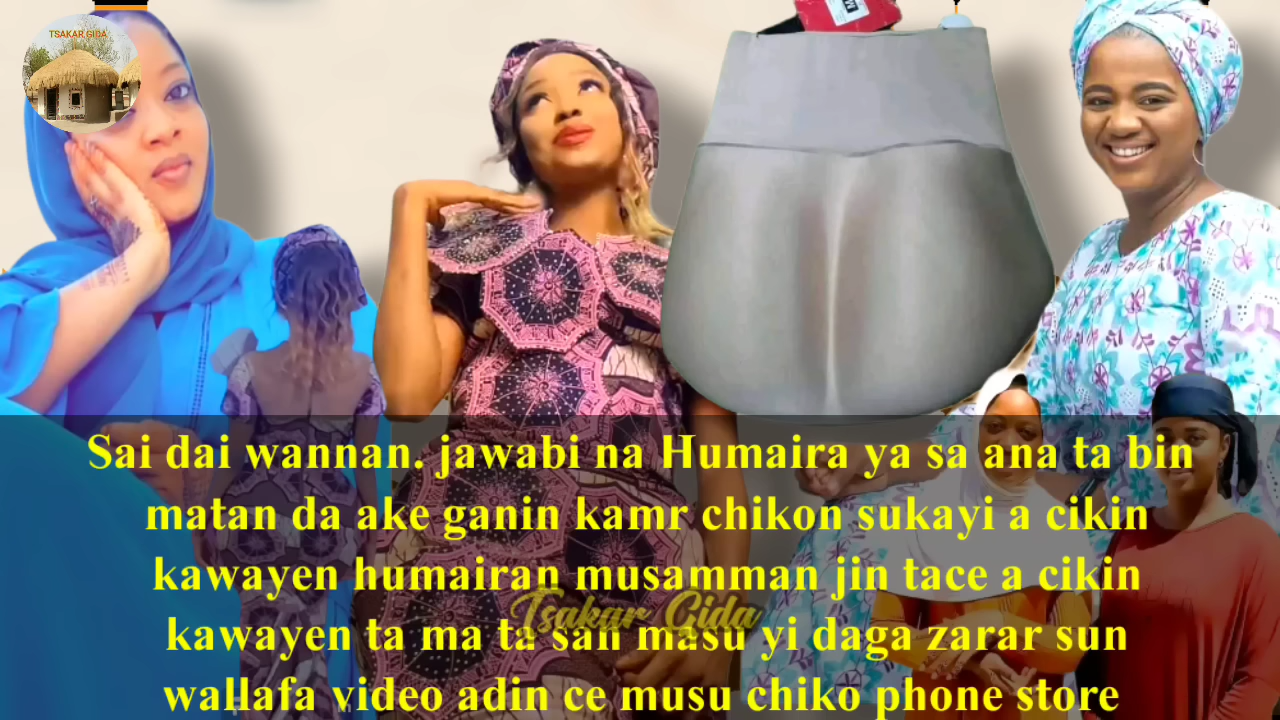 TSAKAR GIDA
M
Sai dai wannan. jawabi na Humaira ya sa ana ta bin
matan da ake ganin kamr chikon sukayi a cikin
kawayen humairan musamman jin tace a cikin
kawayen ta ma ta san masu yi daga zarar sun
wallafa video adin ce musu chiko phone store
Tsakar Gida